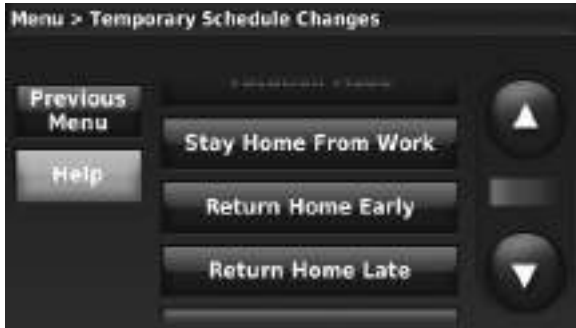 Menu > Temporary Schedule Changes
Previous
Menu
Help
Stay Home From Work
Return Home Early
Return Home Late